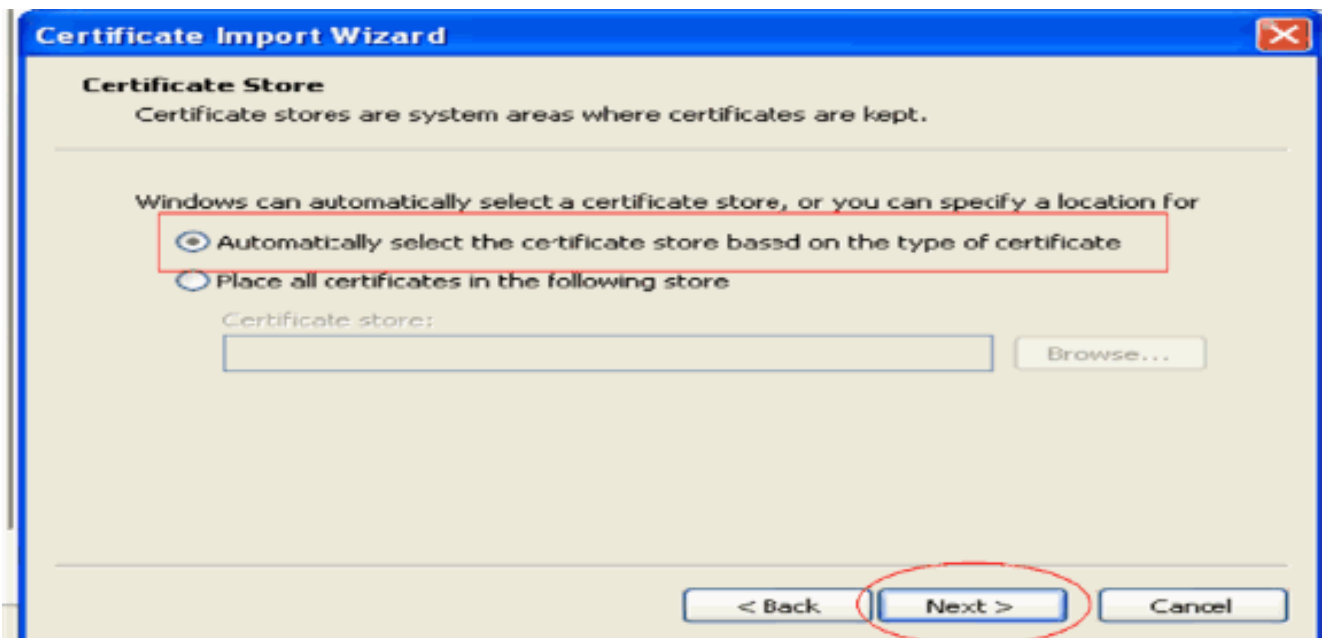 Certificate Import Wizard
Certificate Store
Certificate stores are system areas where certificates are kept.
Windows can automatically select a certificate store, or you can specify a location for
Automatically select the certificate store based on the type of certificate
Place all certificates in the following store
Certificate store:
Browse...
< Back Next > Cancel